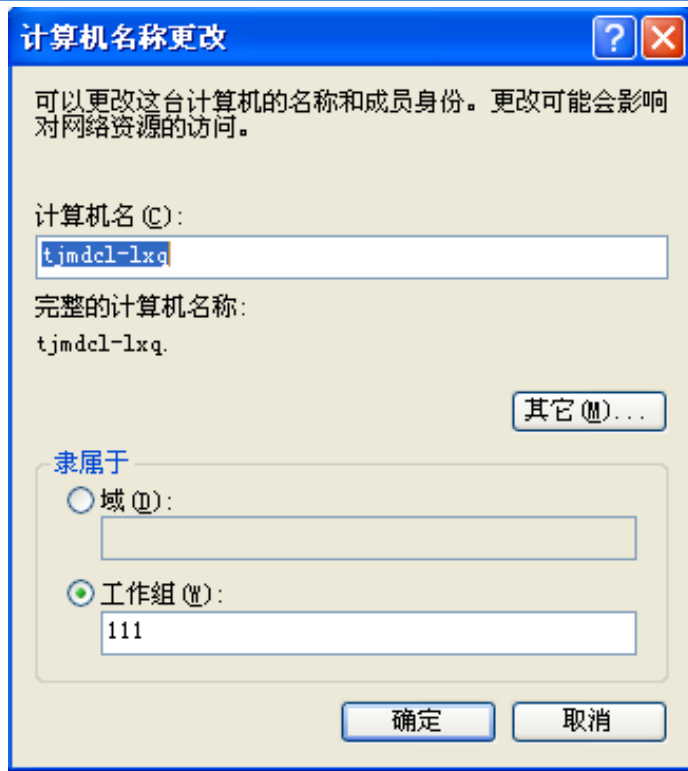 计算机名称更改
可以更改这台计算机的名称和成员身份。更改可能会影响
对网络资源的访问。
计算机名(C):
tjmdcl-lxq
完整的计算机名称:
tjmdcl-lxq.
其它(M)...
隶属于
域(D):
工作组(W):
111
确定 取消